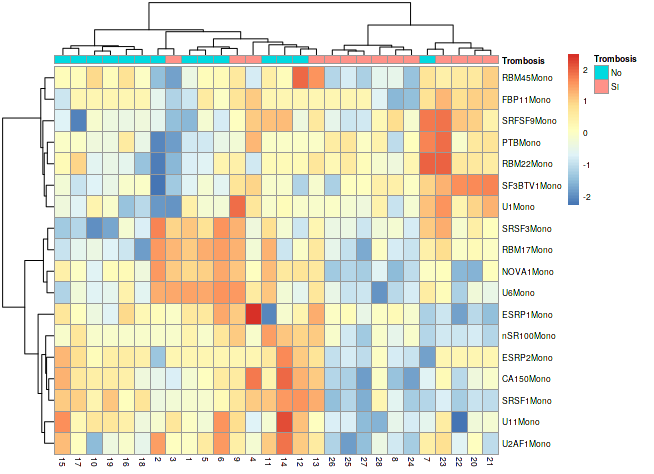 Trombosis
RBM45Mono
FBP11Mono
SRFSF9Mono
PTBMono
RBM22Mono
SF3BTV1Mono
U1Mono
SRSF3Mono
RBM17Mono
NOVA1Mono
U6Mono
ESRP1Mono
nSR100Mono
ESRP2Mono
CA150Mono
SRSF1Mono
U11Mono
U2AF1Mono
15 17 10 19 16 18 2 3 1 5 6 9 4 11 14 12 13 26 25 27 28 8 24 7 23 22 20 21
2
1
0
-1
-2
Trombosis
No
SI